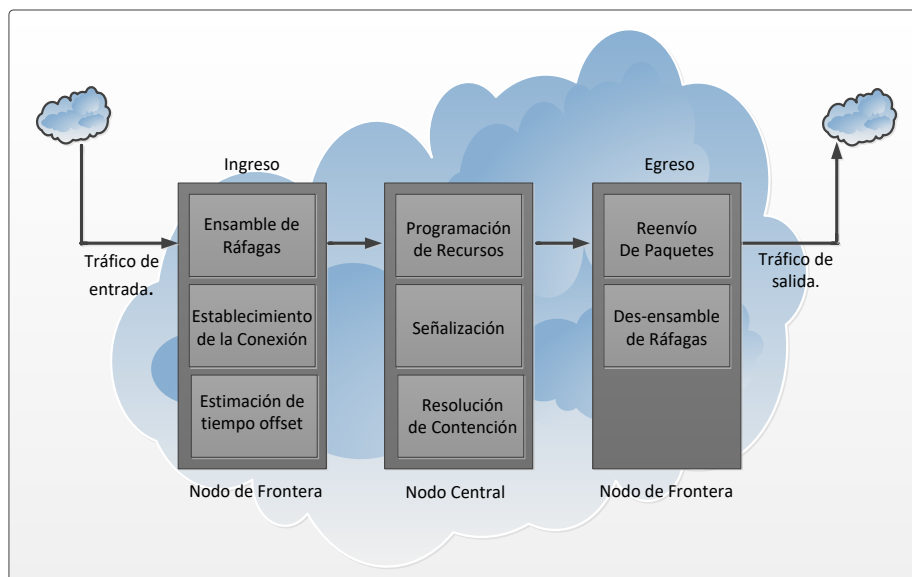 Ingreso
Egreso
Ensamble de
Ráfagas
Programación
de Recursos
Reenvío
De Paquetes
Tráfico de
entrada.
Tráfico de
salida.
Establecimiento
de la Conexión
Señalización
Des-ensamble
de Ráfagas
Estimación de
tiempo offset
Resolución
de Contención
Nodo de Frontera
Nodo Central
Nodo de Frontera